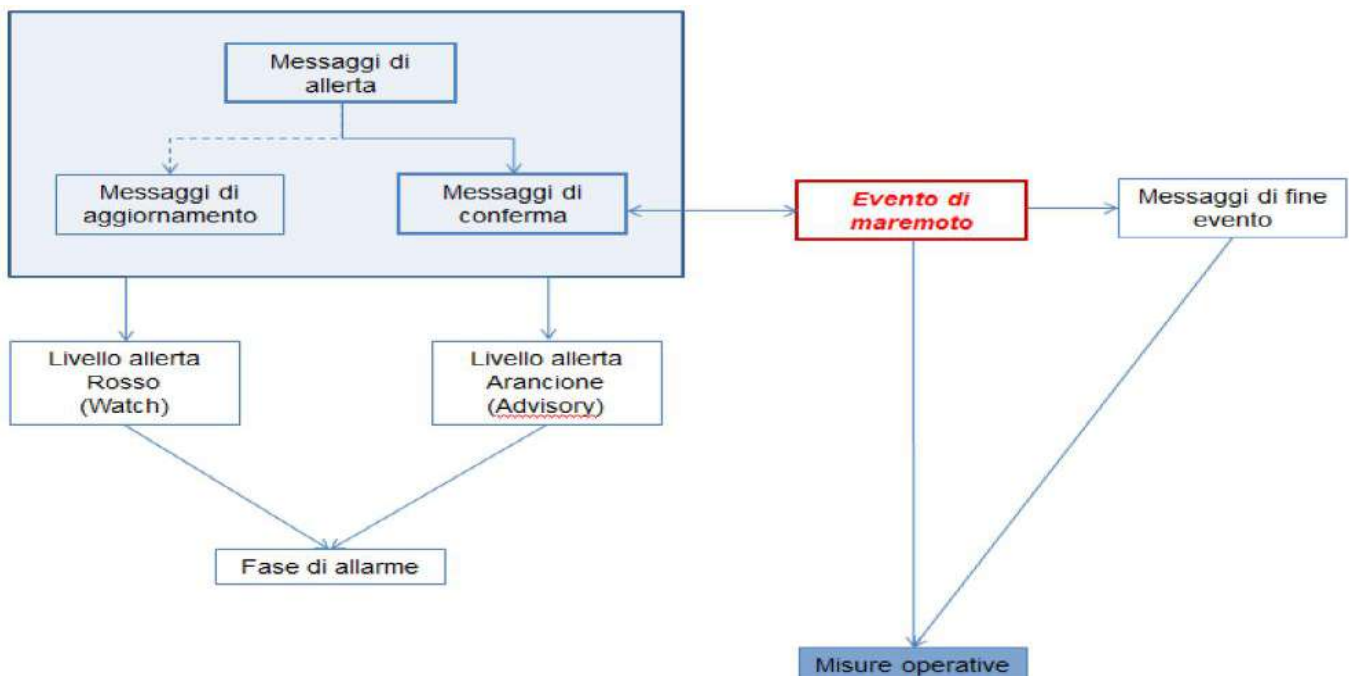 Messaggi di
allerta
Messaggi di
aggiornamento
Messaggi di
conferma
Evento di
maremoto
Messaggi di fine
evento
Livello allerta
Rosso
(Watch)
Livello allerta
Arancione
(Advisory)
Fase di allarme
Misure operative